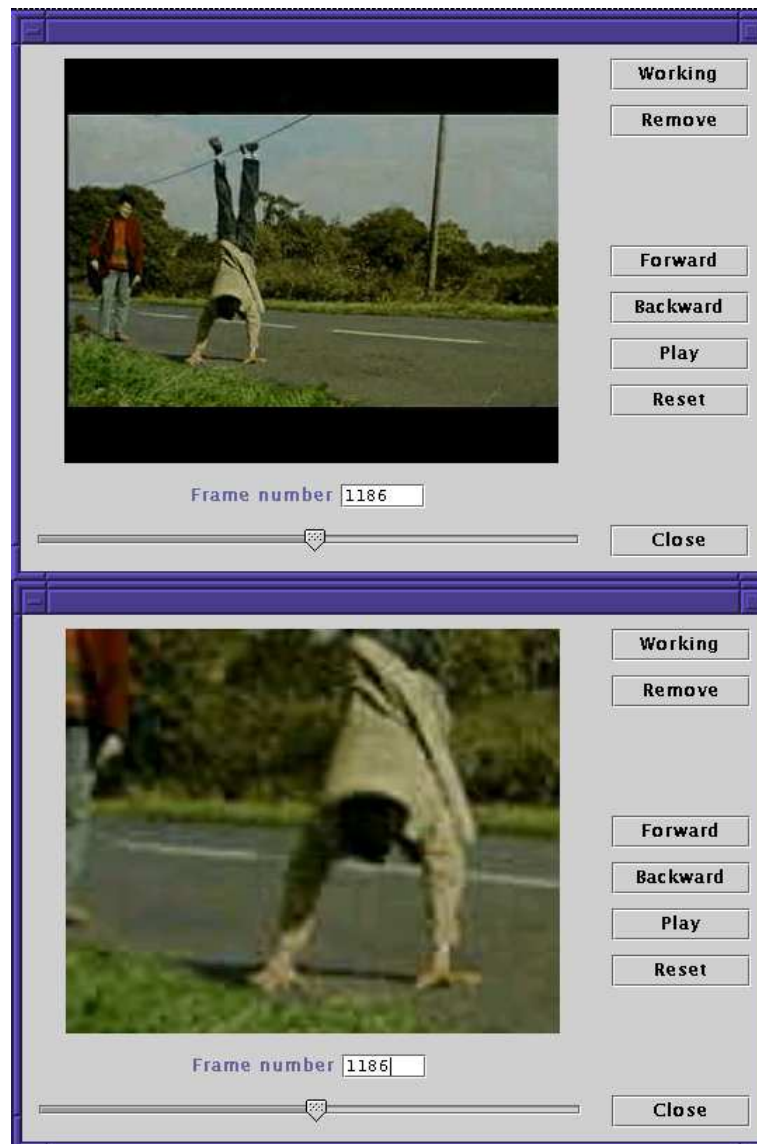 Working
Remove
Forward
Backward
Play
Reset
Frame number 1186
Close
Working
Remove
Forward
Backward
Play
Reset
Frame number 1186
Close